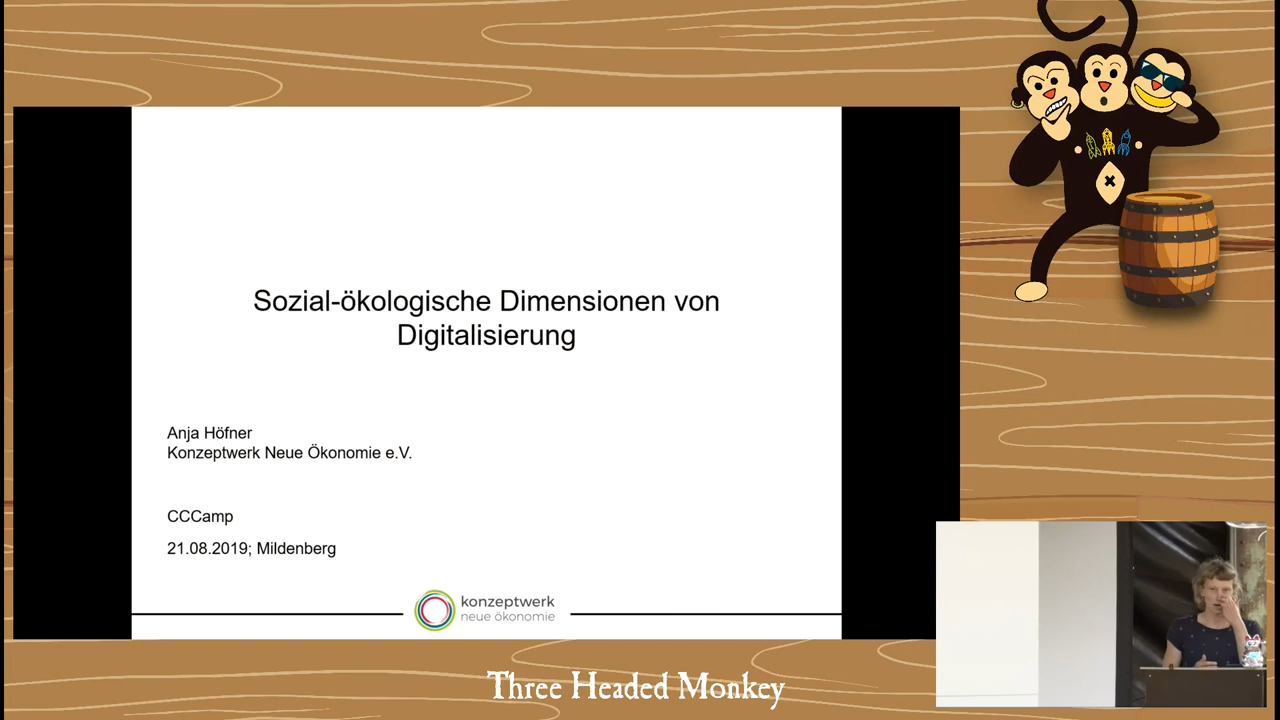 Sozial-ökologische Dimensionen von
Digitalisierung
Anja Höfner
Konzeptwerk Neue Ökonomie e.V.
CCCamp
21.08.2019; Mildenberg
konzeptwerk
neue ökonomie
Three Headed Monkey